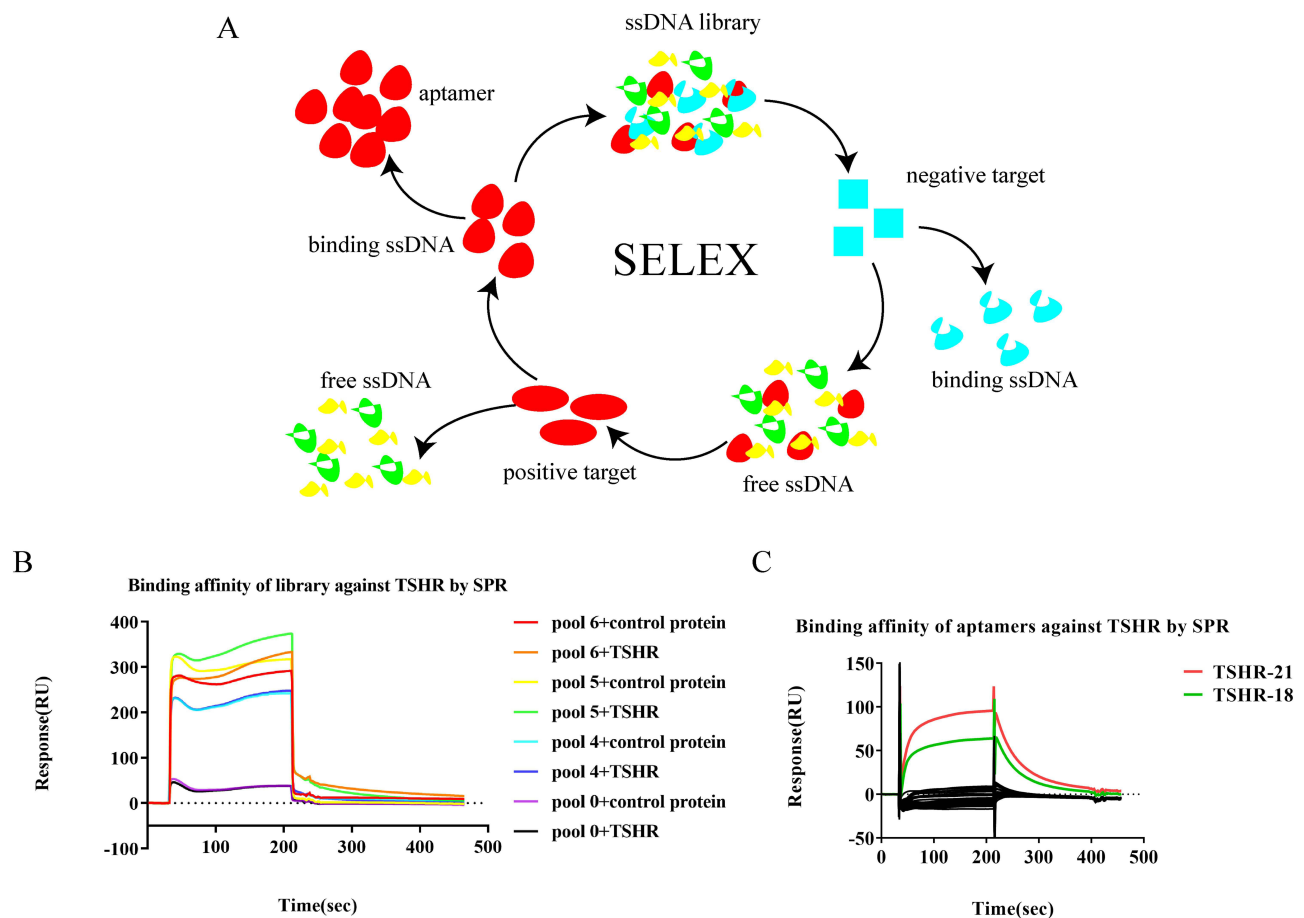 A
ssDNA library
aptamer
negative target
binding ssDNA
SELEX
free ssDNA
binding ssDNA
positive target
free ssDNA
B
Binding affinity of library against TSHR by SPR
400
300
200
100
0
-100
100
200
300
400
500
Response(RU)
Time(sec)
pool 6+control protein
pool 6+TSHR
pool 5+control protein
pool 5+TSHR
pool 4+control protein
pool 4+TSHR
pool 0+control protein
pool 0+TSHR
C
Binding affinity of aptamers against TSHR by SPR
150
100
50
0
-50
0
100
200
300
400
500
Response(RU)
Time(sec)
TSHR-21
TSHR-18